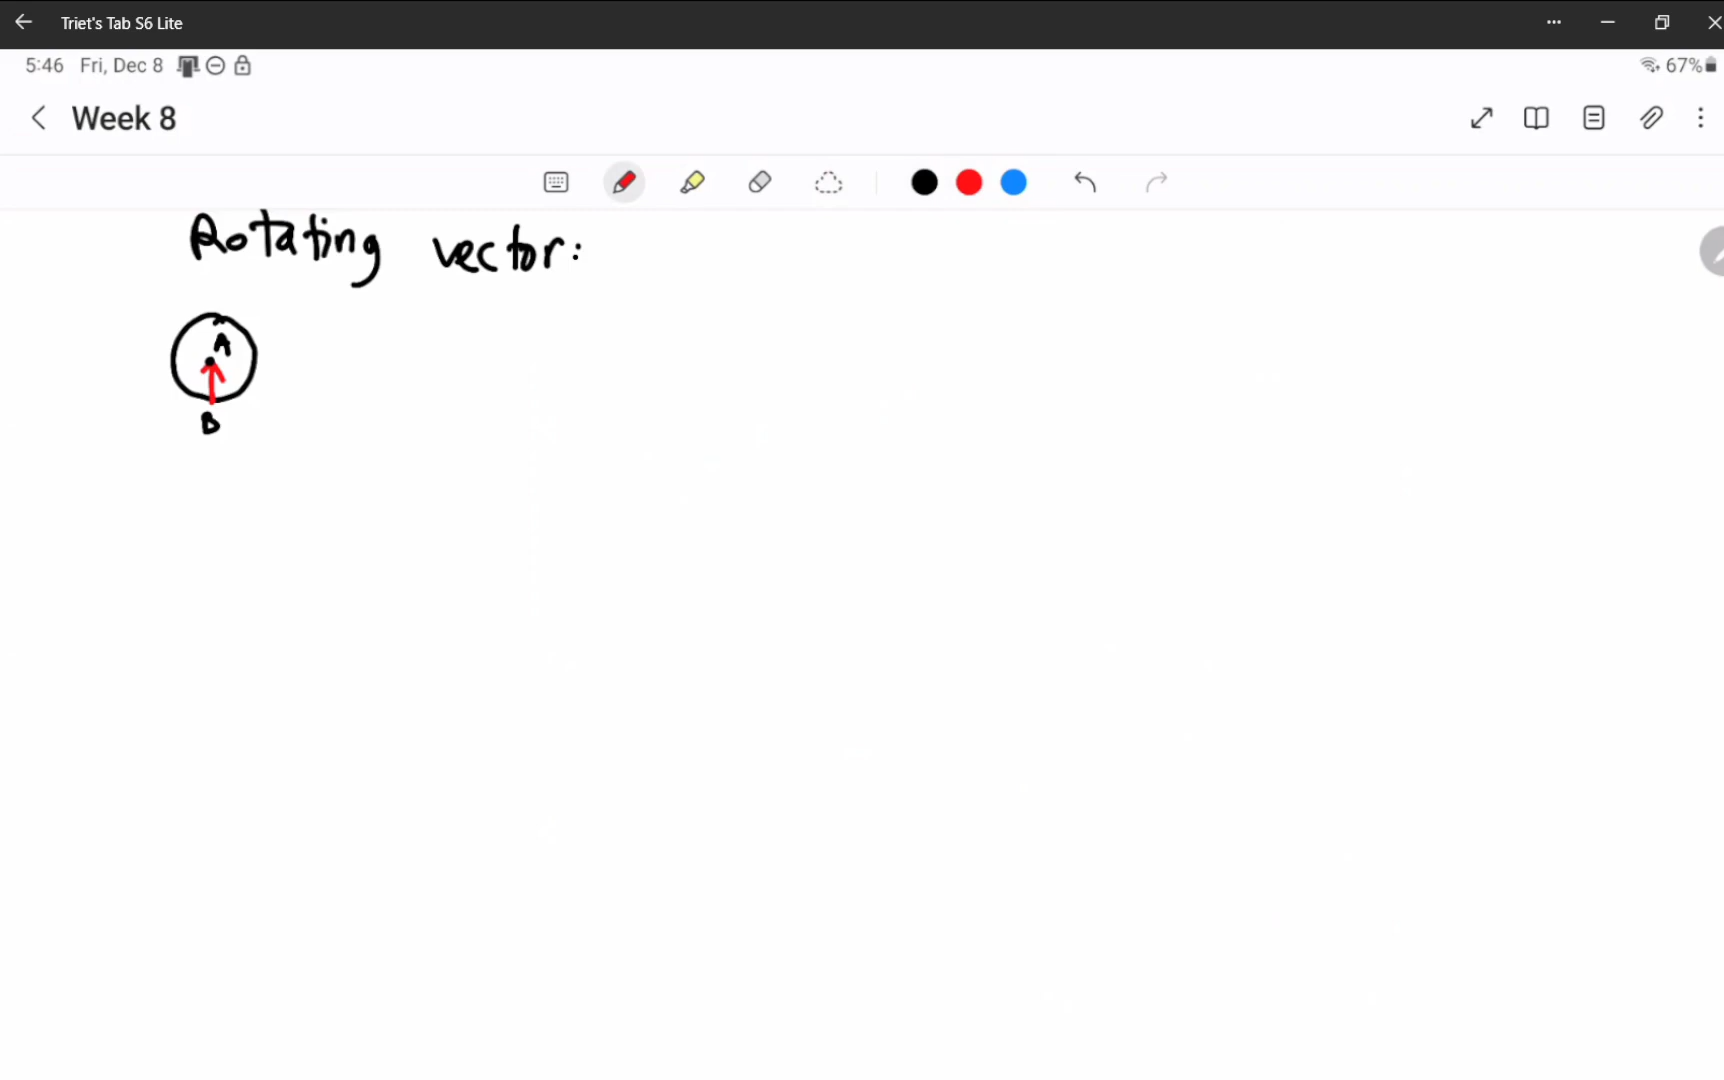 Triet's Tab S6 Lite
5:46 Fri, Dec 8 67%
Week 8
Rotating vector:
A
B